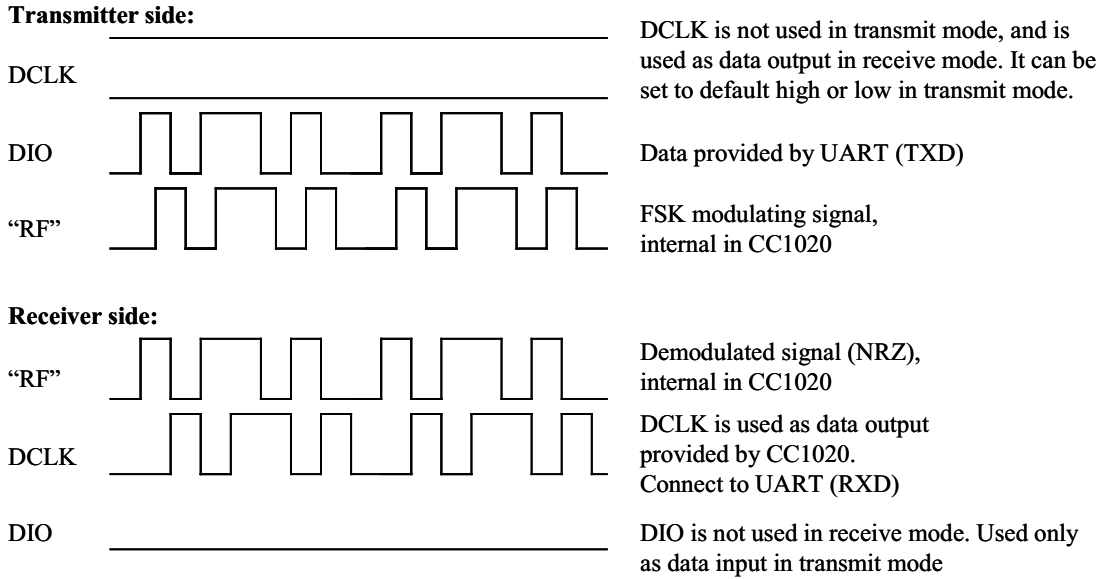 Transmitter side:
DCLK
DCLK is not used in transmit mode, and is
used as data output in receive mode. It can be
set to default high or low in transmit mode.
DIO
Data provided by UART (TXD)
“RF”
FSK modulating signal,
internal in CC1020
Receiver side:
“RF”
Demodulated signal (NRZ),
internal in CC1020
DCLK
DCLK is used as data output
provided by CC1020.
Connect to UART (RXD)
DIO
DIO is not used in receive mode. Used only
as data input in transmit mode